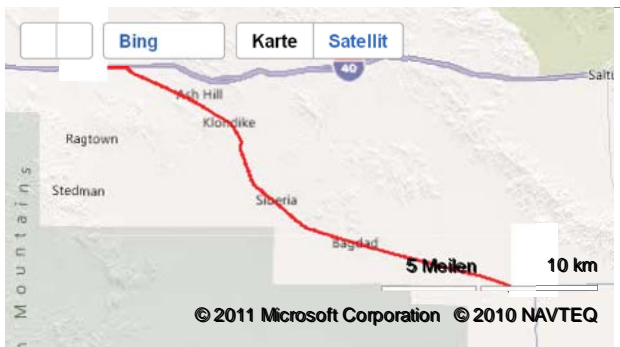 Bing Karte Satellit
40
Saltu
Ash Hill
Klondike
Ragtown
Stedman
Siberia
Bagdad
n Mountains
5 Meilen 10 km
© 2011 Microsoft Corporation © 2010 NAVTEQ